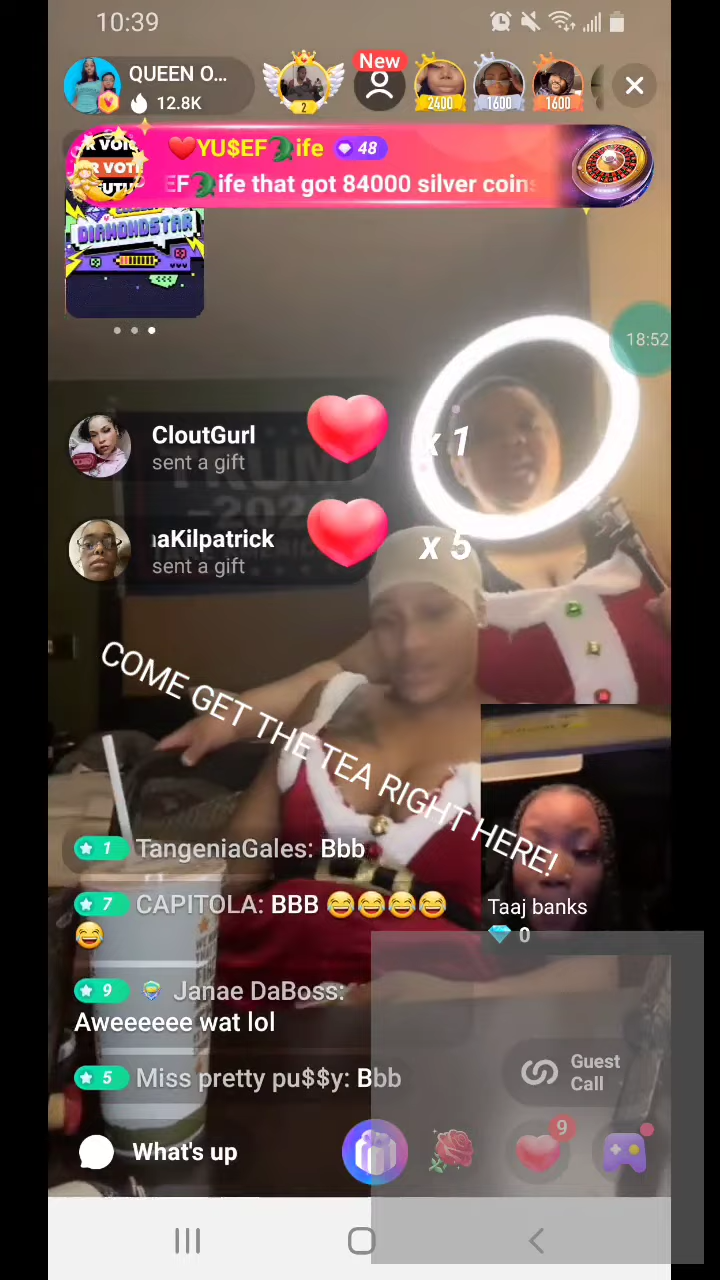 10:39
QUEEN O...
12.8K
2
New
2400
1600
1600
❤️YU$EF🐊ife 48
EF🐊ife that got 84000 silver coins
DIAMONDSTAR
18:52
CloutGurl
sent a gift
x 1
TRUMP
-202
aKilpatrick
sent a gift
x 5
COME GET THE TEA RIGHT HERE!
1 TangeniaGales: Bbb
7 CAPITOLA: BBB 😂😂😂😂
😂
Taaj banks
0
9 Janae DaBoss:
Aweeeeee wat lol
5 Miss pretty pu$$y: Bbb
Guest
Call
What's up
9